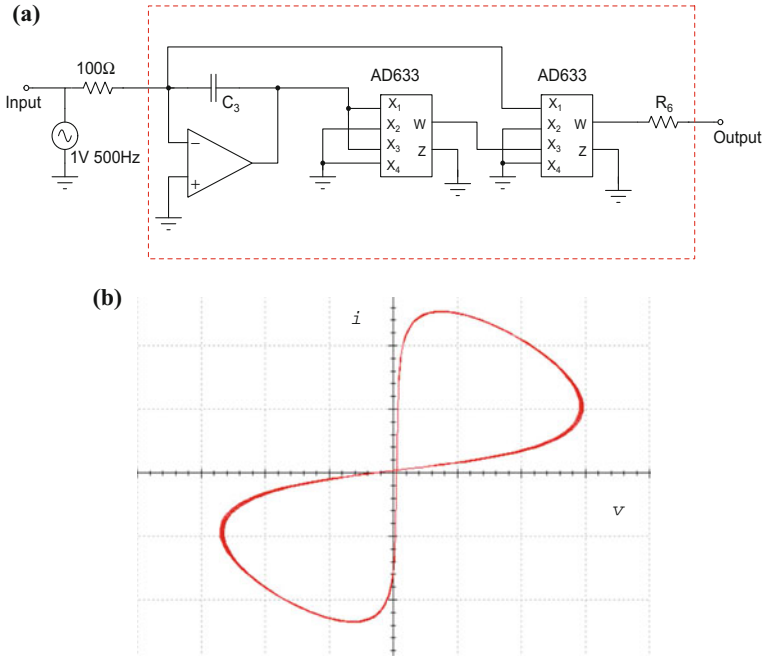 (a)
100Ω
Input
1V 500Hz
C3
−
+
AD633
X1
X2
X3
X4
W
Z
AD633
X1
X2
X3
X4
W
Z
R6
Output
(b)
i
v